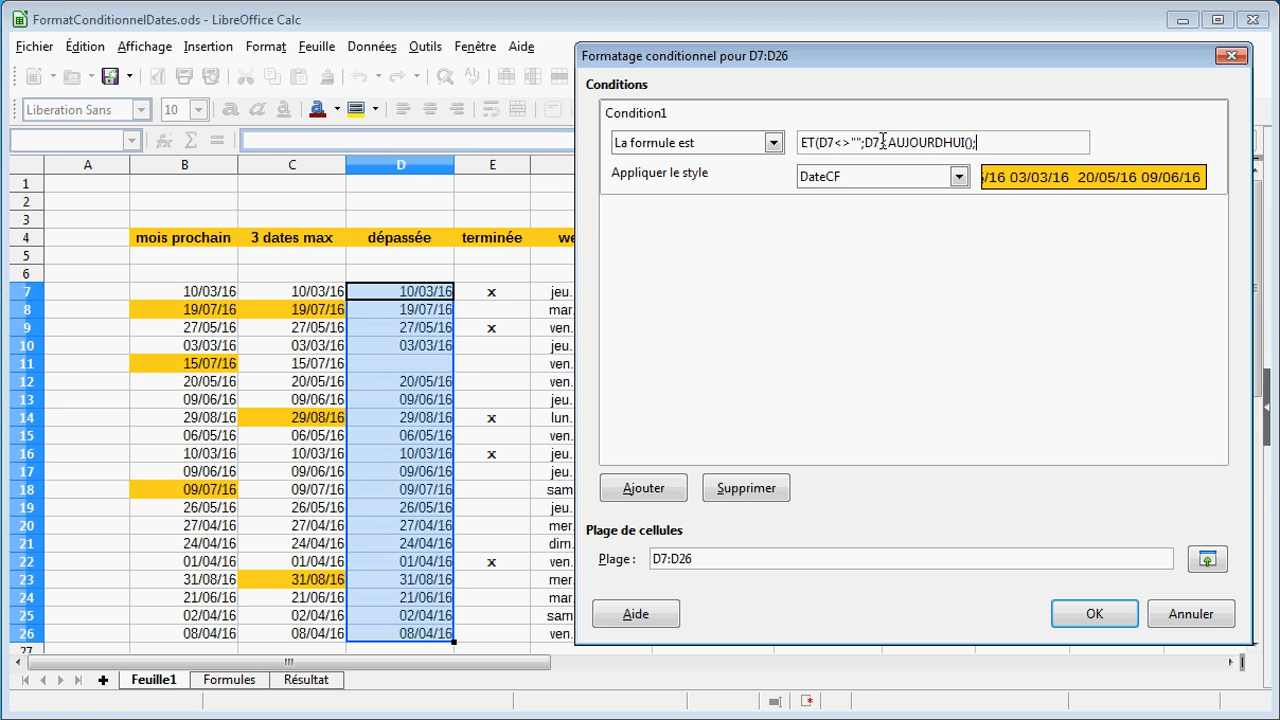 FormatConditionnelDates.ods - LibreOffice Calc
Fichier Édition Affichage Insertion Format Feuille Données Outils Fenêtre Aide
Liberation Sans 10
A B C D E
1
2
3
4 mois prochain 3 dates max dépassée terminée we
5
6
7 10/03/16 10/03/16 10/03/16 x jeu.
8 19/07/16 19/07/16 19/07/16 mar.
9 27/05/16 27/05/16 27/05/16 x ven.
10 03/03/16 03/03/16 03/03/16 jeu.
11 15/07/16 15/07/16 ven.
12 20/05/16 20/05/16 20/05/16 ven.
13 09/06/16 09/06/16 09/06/16 jeu.
14 29/08/16 29/08/16 29/08/16 x lun.
15 06/05/16 06/05/16 06/05/16 ven.
16 10/03/16 10/03/16 10/03/16 x jeu.
17 09/06/16 09/06/16 09/06/16 jeu.
18 09/07/16 09/07/16 09/07/16 sam
19 26/05/16 26/05/16 26/05/16 jeu.
20 27/04/16 27/04/16 27/04/16 mer.
21 24/04/16 24/04/16 24/04/16 dim.
22 01/04/16 01/04/16 01/04/16 x ven.
23 31/08/16 31/08/16 31/08/16 mer.
24 21/06/16 21/06/16 21/06/16 mar.
25 02/04/16 02/04/16 02/04/16 sam
26 08/04/16 08/04/16 08/04/16 ven.
27
Feuille1 Formules Résultat
Formatage conditionnel pour D7:D26
Conditions
Condition1
La formule est ET(D7<>"";D7 AUJOURDHUI();
Appliquer le style DateCF /16 03/03/16 20/05/16 09/06/16
Ajouter Supprimer
Plage de cellules
Plage : D7:D26
Aide OK Annuler